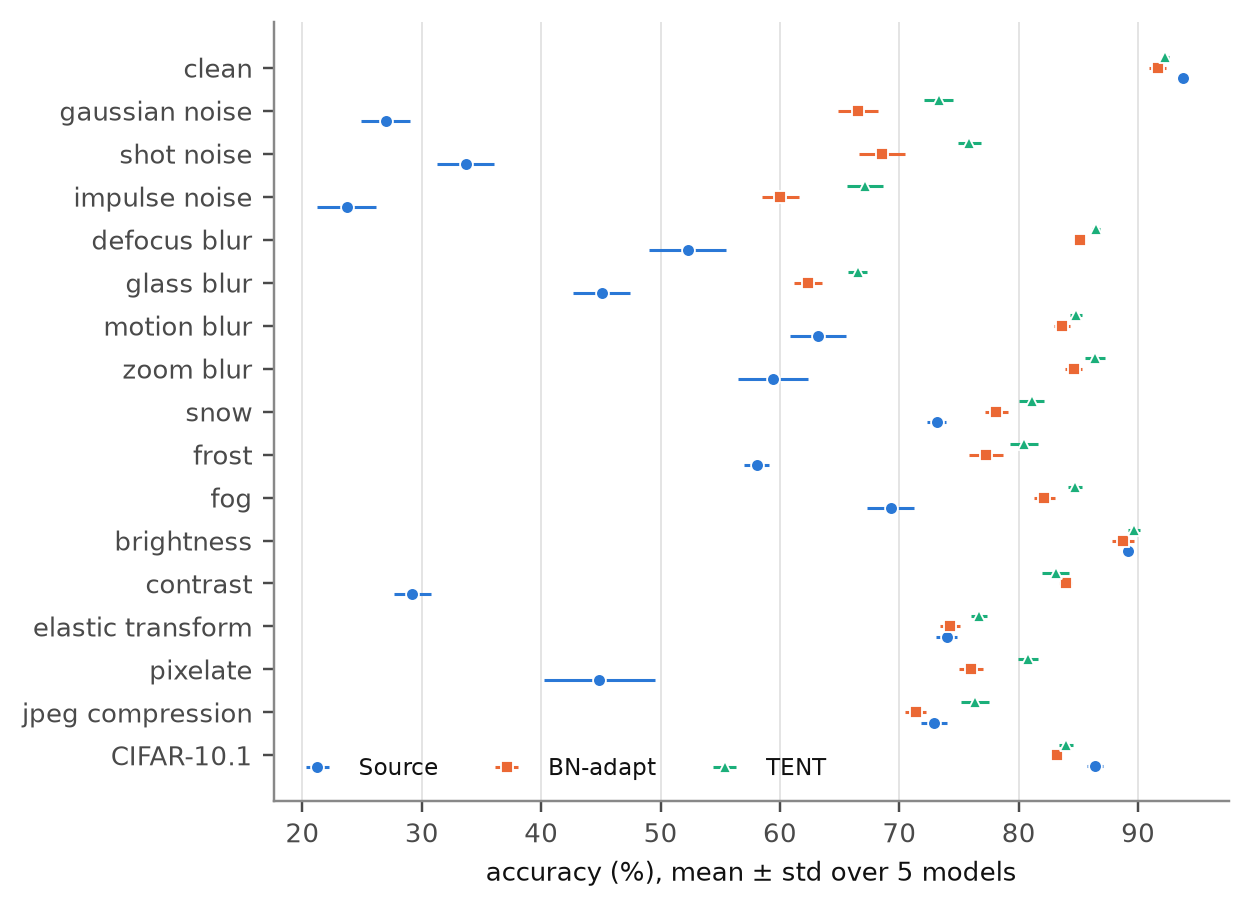 clean
gaussian noise
shot noise
impulse noise
defocus blur
glass blur
motion blur
zoom blur
snow
frost
fog
brightness
contrast
elastic transform
pixelate
jpeg compression
CIFAR-10.1
Source BN-adapt TENT
20 30 40 50 60 70 80 90
accuracy (%), mean ± std over 5 models